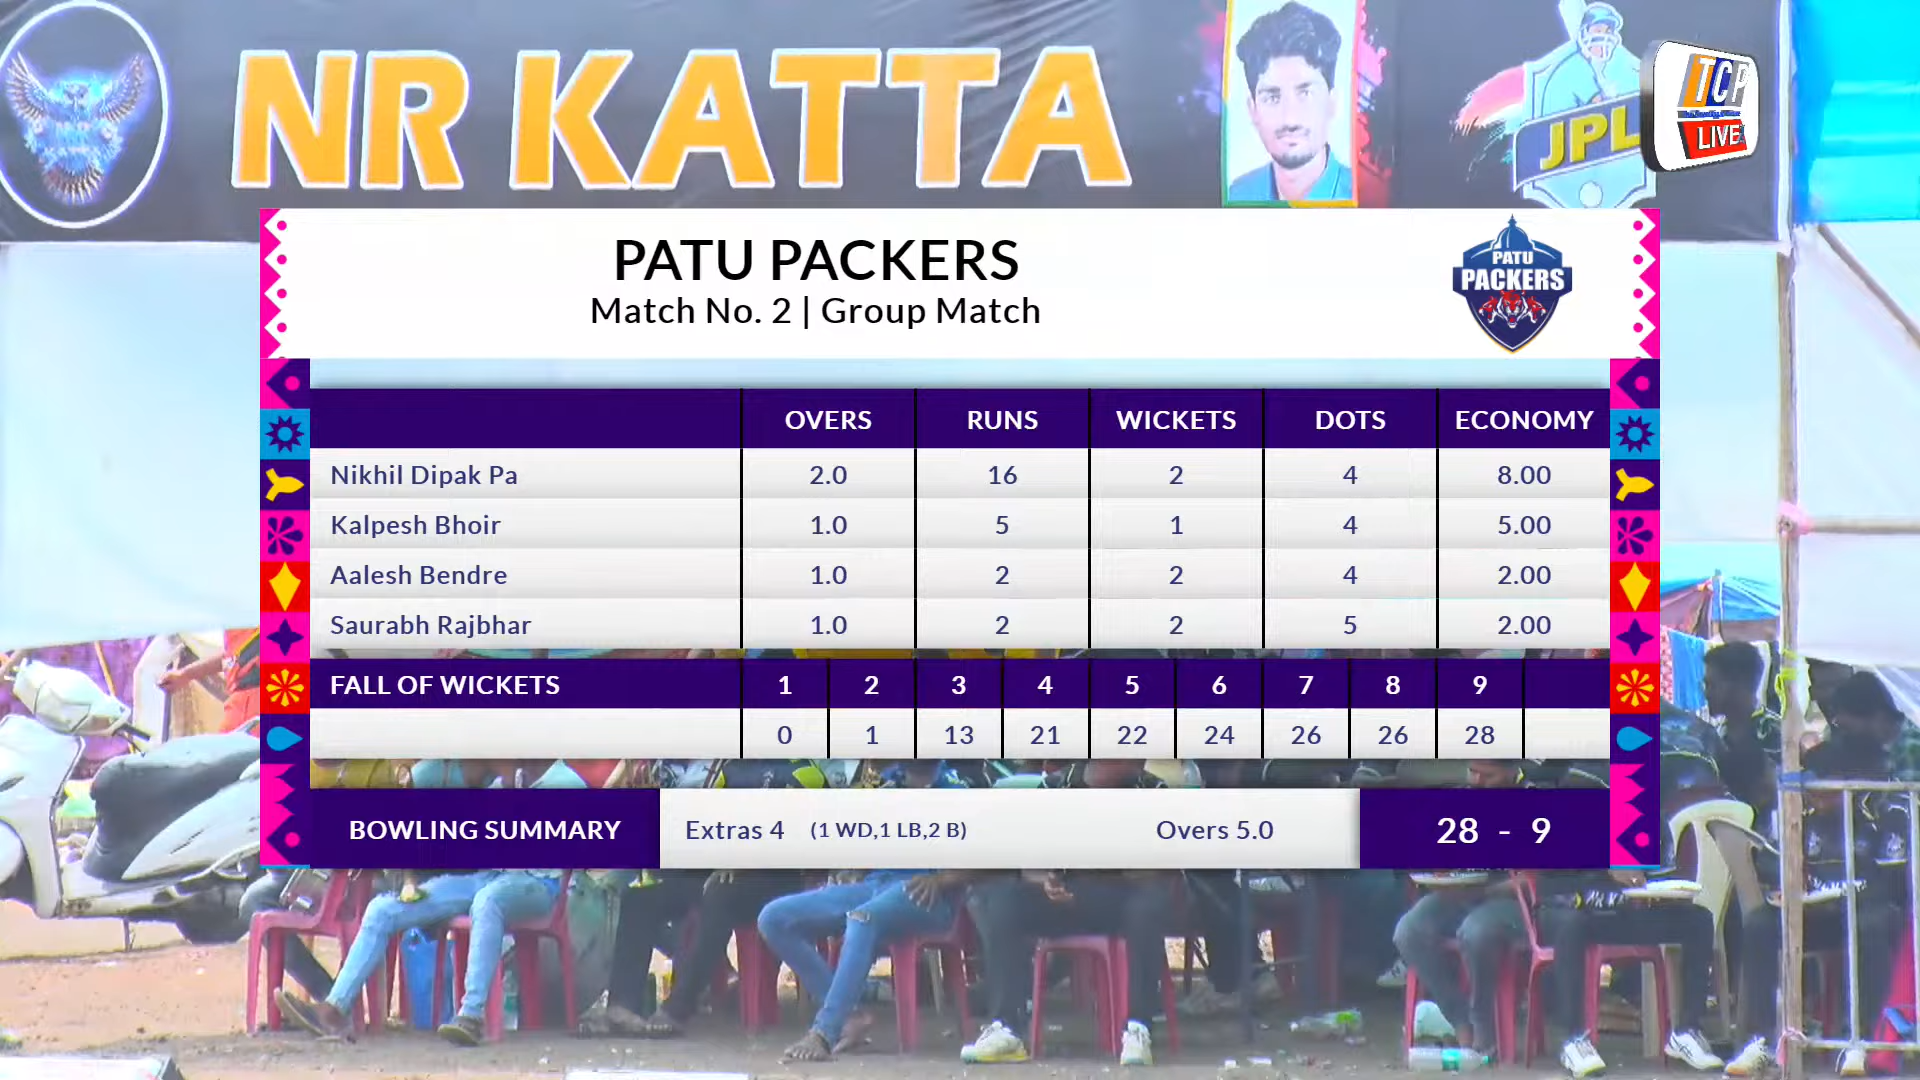 NR KATTA
JPL
TCP
LIVE
PATU PACKERS
Match No. 2 | Group Match
PATU
PACKERS
OVERS RUNS WICKETS DOTS ECONOMY
Nikhil Dipak Pa 2.0 16 2 4 8.00
Kalpesh Bhoir 1.0 5 1 4 5.00
Aalesh Bendre 1.0 2 2 4 2.00
Saurabh Rajbhar 1.0 2 2 5 2.00
FALL OF WICKETS 1 2 3 4 5 6 7 8 9
0 1 13 21 22 24 26 26 28
BOWLING SUMMARY Extras 4 (1 WD,1 LB,2 B) Overs 5.0 28 - 9